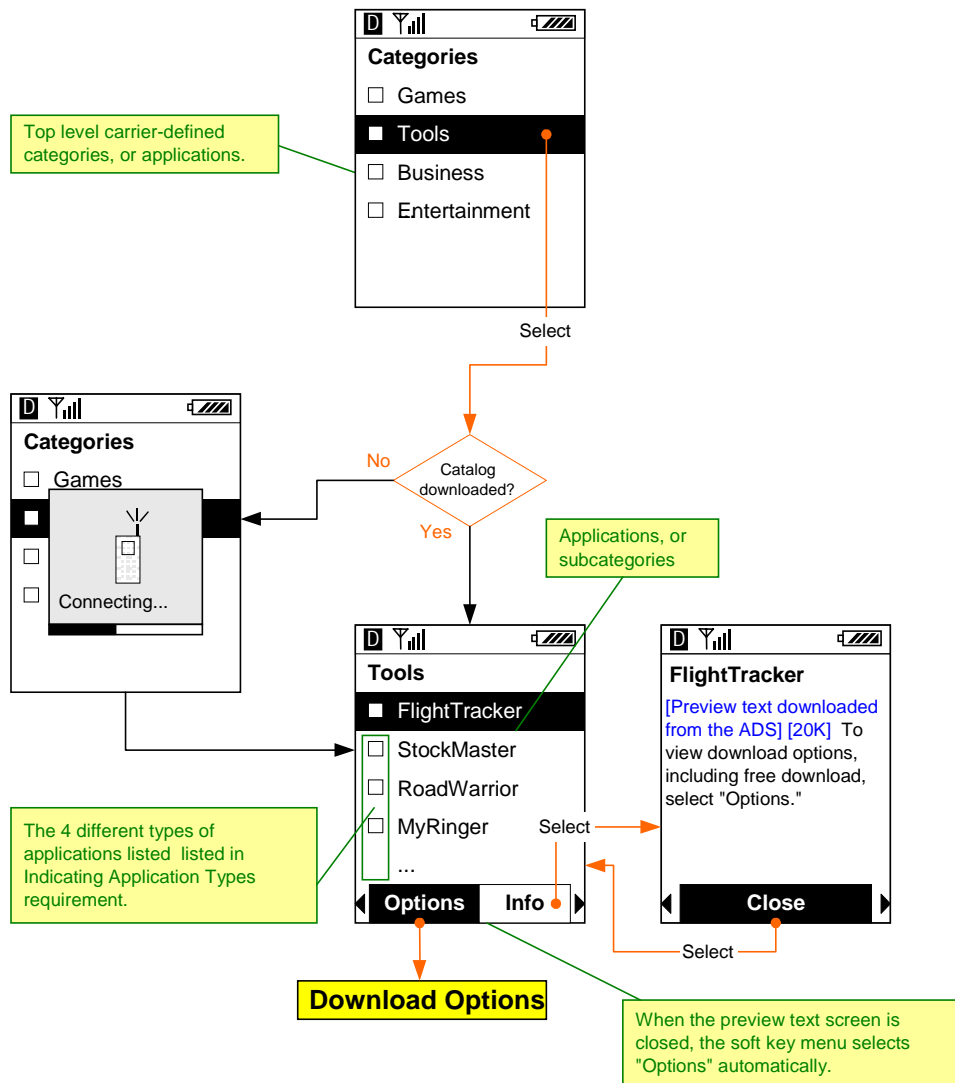 D
Categories
Games
Tools
Business
Entertainment
Top level carrier-defined
categories, or applications.
Select
D
Categories
Games
Connecting...
No
Catalog
downloaded?
Yes
Applications, or
subcategories
D
Tools
FlightTracker
StockMaster
RoadWarrior
MyRinger
...
Options
Info
Select
D
FlightTracker
[Preview text downloaded
from the ADS] [20K] To
view download options,
including free download,
select "Options."
Close
Select
The 4 different types of
applications listed listed in
Indicating Application Types
requirement.
Download Options
When the preview text screen is
closed, the soft key menu selects
"Options" automatically.